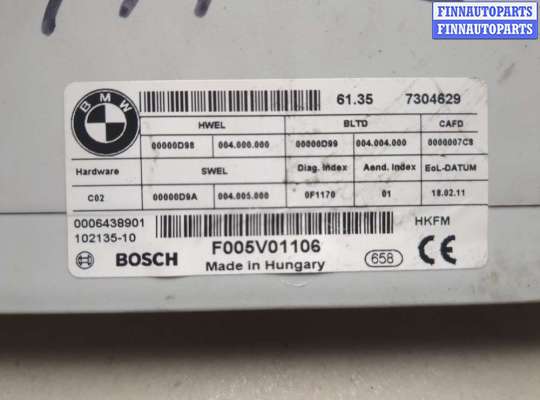 FINNAUTOPARTS
FINNAUTOPARTS
BMW
61.35 7304629
HWEL BLTD CAFD
00000D98 004.000.000 00000D99 004.004.000 0000007C8
Hardware SWEL Diag. Index Aend. Index EoL-DATUM
C02 00000D9A 004.005.000 0F1170 01 18.02.11
0006438901 HKFM
102135-10 F005V01106
BOSCH Made in Hungary 658 CE